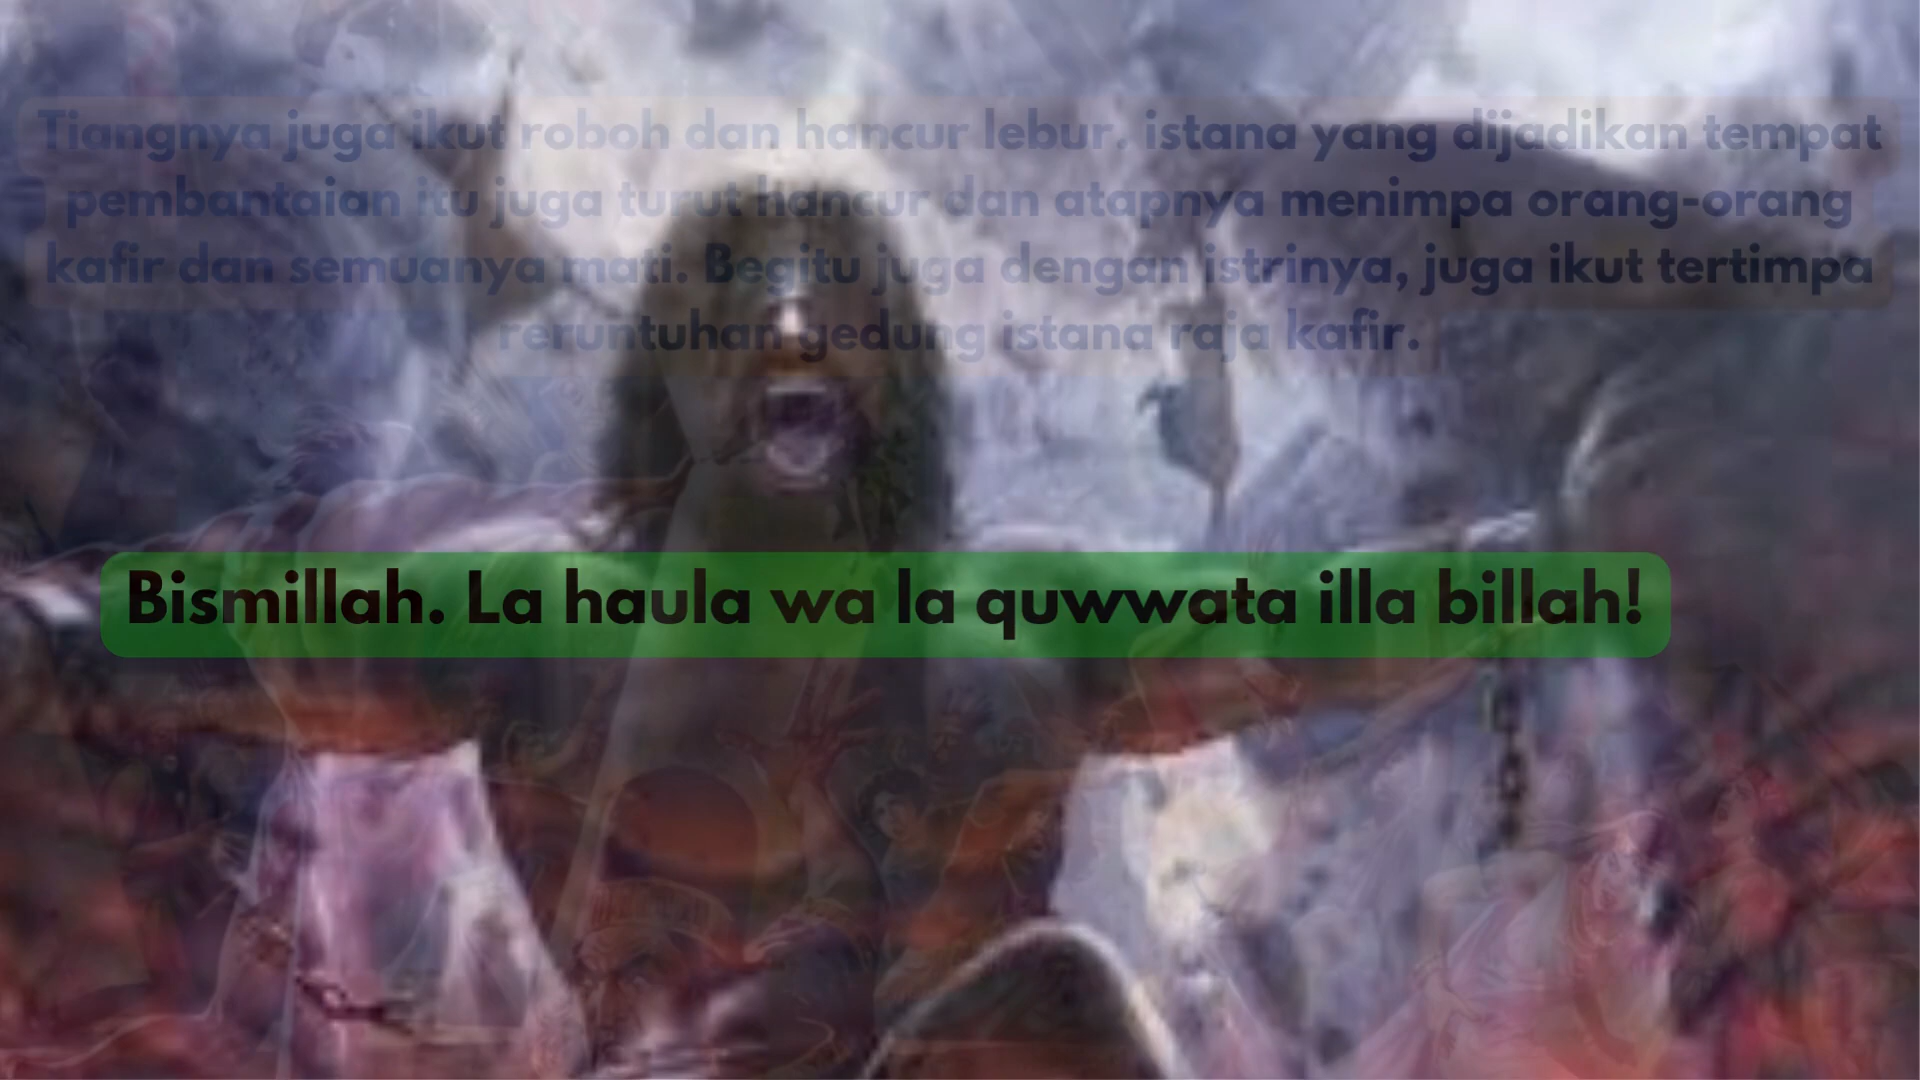 Tiangnya juga ikut roboh dan hancur lebur. istana yang dijadikan tempat
pembantaian itu juga turut hancur dan atapnya menimpa orang-orang
kafir dan semuanya mati. Begitu juga dengan istrinya, juga ikut tertimpa
reruntuhan gedung istana raja kafir.
Bismillah. La haula wa la quwwata illa billah!